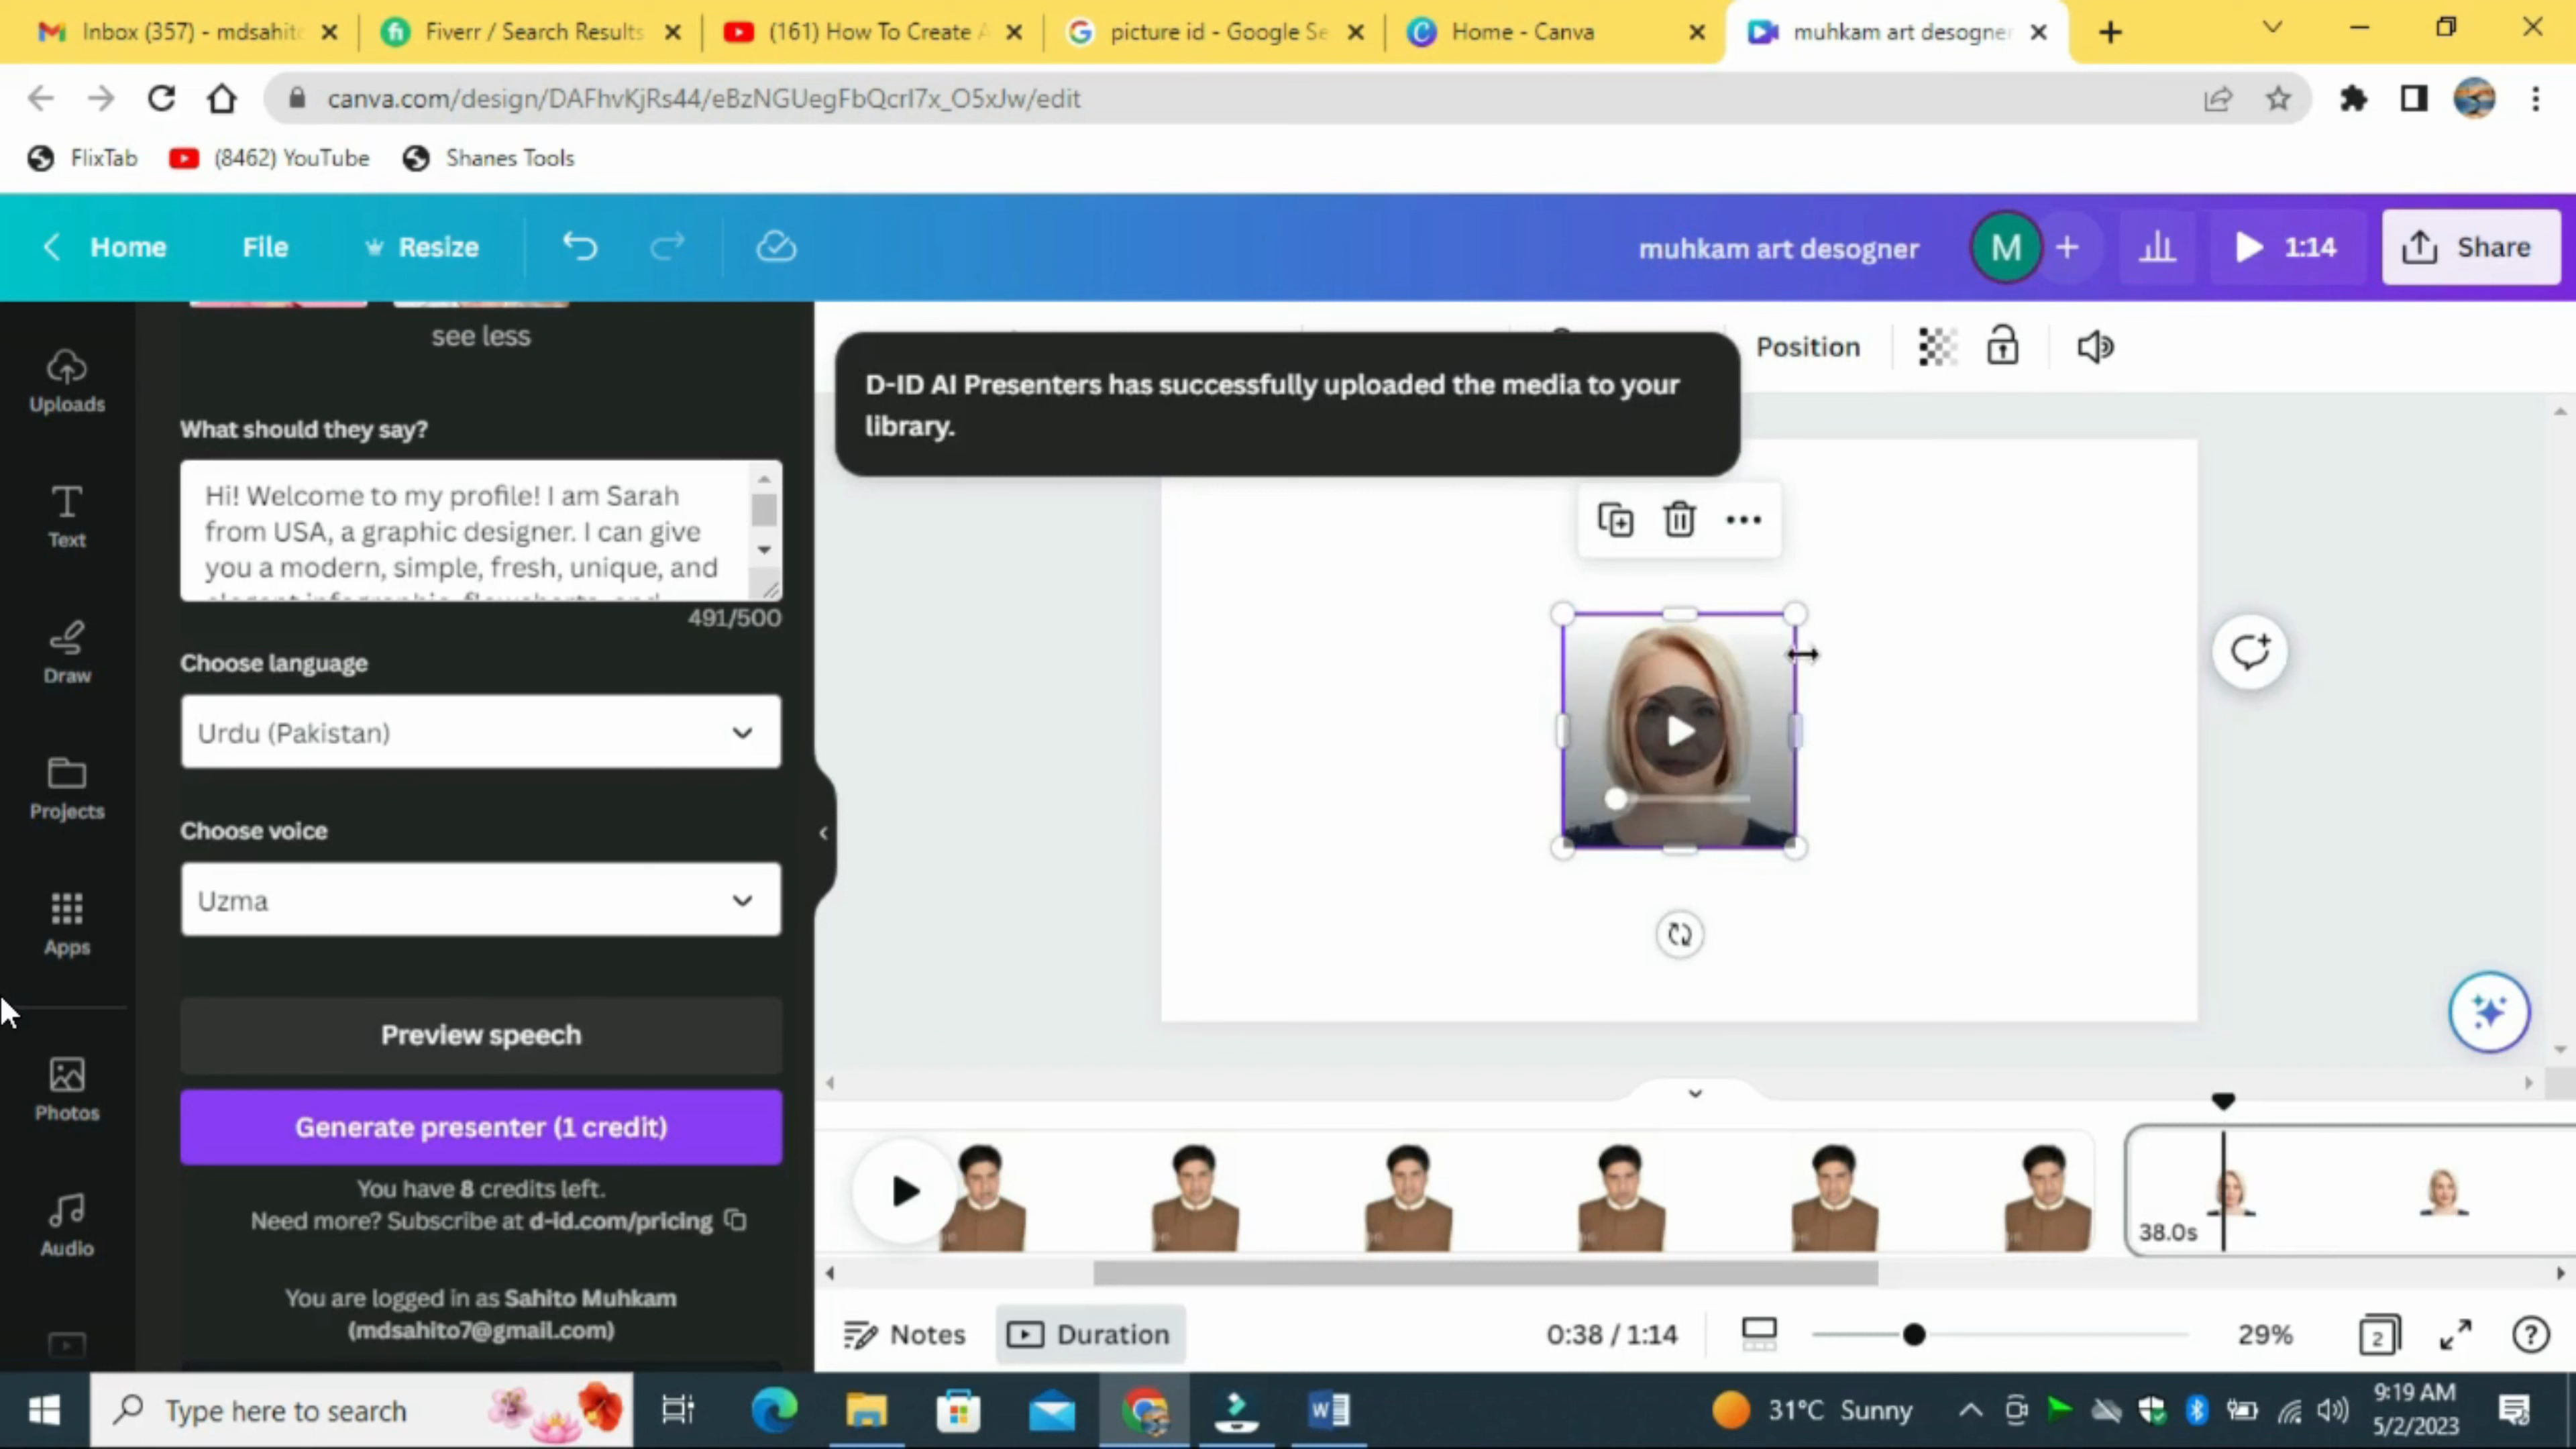 Inbox (357) - mdsahito
Fiverr / Search Results
(161) How To Create A
picture id - Google Se
Home - Canva
muhkam art desogner
canva.com/design/DAFhvKjRs44/eBzNGUegFbQcrI7x_O5xJw/edit
FlixTab
(8462) YouTube
Shanes Tools
Home
File
Resize
muhkam art desogner
M
1:14
Share
see less
Position
D-ID AI Presenters has successfully uploaded the media to your
library.
Uploads
Text
Draw
Projects
Apps
Photos
Audio
What should they say?
Hi! Welcome to my profile! I am Sarah
from USA, a graphic designer. I can give
you a modern, simple, fresh, unique, and
elegant infographic, flowcharts, and
491/500
Choose language
Urdu (Pakistan)
Choose voice
Uzma
Preview speech
Generate presenter (1 credit)
You have 8 credits left.
Need more? Subscribe at d-id.com/pricing
You are logged in as Sahito Muhkam
(mdsahito7@gmail.com)
38.0s
Notes
Duration
0:38 / 1:14
29%
2
Type here to search
31°C Sunny
9:19 AM
5/2/2023